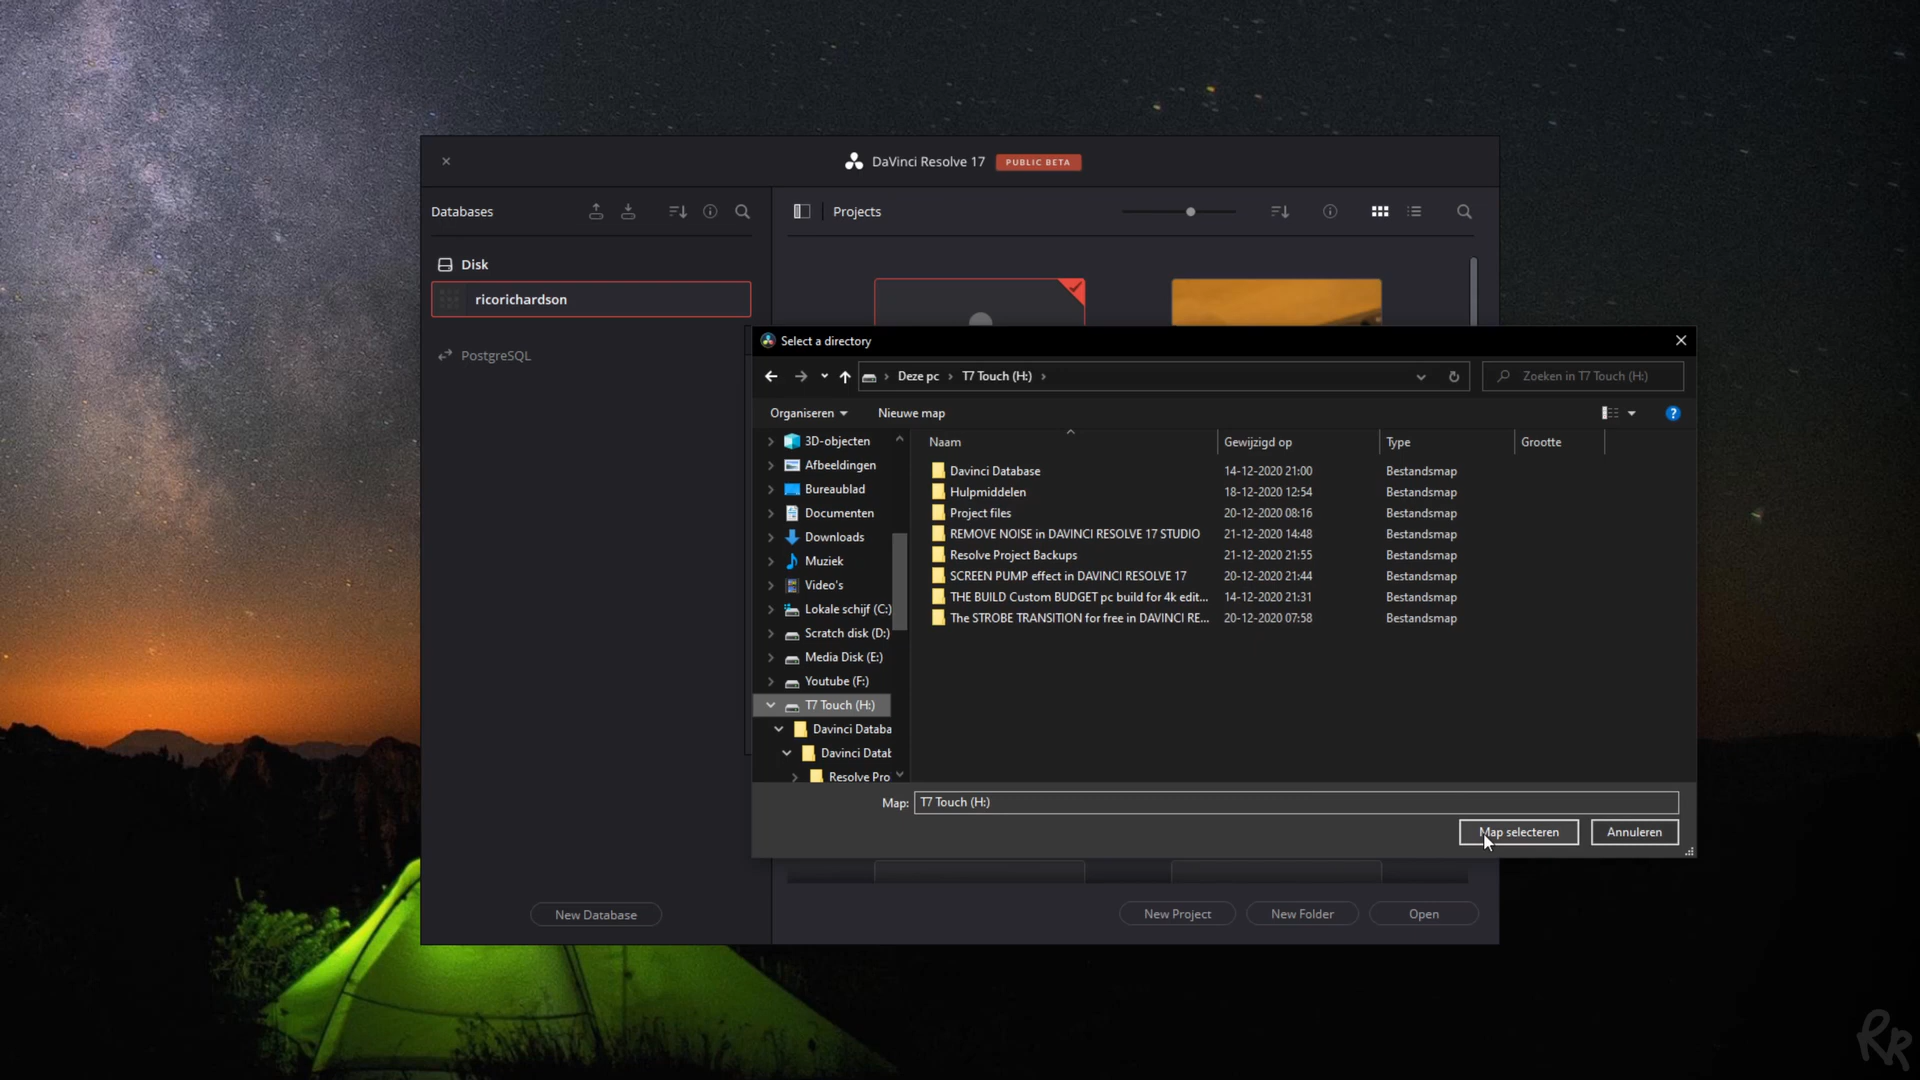 DaVinci Resolve 17 PUBLIC BETA
Databases
Projects
Disk
ricorichardson
PostgreSQL
Select a directory
Deze pc
T7 Touch (H:)
Zoeken in T7 Touch (H:)
Organiseren
Nieuwe map
3D-objecten
Afbeeldingen
Bureaublad
Documenten
Downloads
Muziek
Video's
Lokale schijf (C:)
Scratch disk (D:)
Media Disk (E:)
Youtube (F:)
T7 Touch (H:)
Davinci Databa
Davinci Datab
Resolve Pro
Naam Gewijzigd op Type Grootte
Davinci Database 14-12-2020 21:00 Bestandsmap
Hulpmiddelen 18-12-2020 12:54 Bestandsmap
Project files 20-12-2020 08:16 Bestandsmap
REMOVE NOISE in DAVINCI RESOLVE 17 STUDIO 21-12-2020 14:48 Bestandsmap
Resolve Project Backups 21-12-2020 21:55 Bestandsmap
SCREEN PUMP effect in DAVINCI RESOLVE 17 20-12-2020 21:44 Bestandsmap
THE BUILD Custom BUDGET pc build for 4k edit... 14-12-2020 21:31 Bestandsmap
The STROBE TRANSITION for free in DAVINCI RE... 20-12-2020 07:58 Bestandsmap
Map: T7 Touch (H:)
Map selecteren
Annuleren
New Database
New Project
New Folder
Open
RR